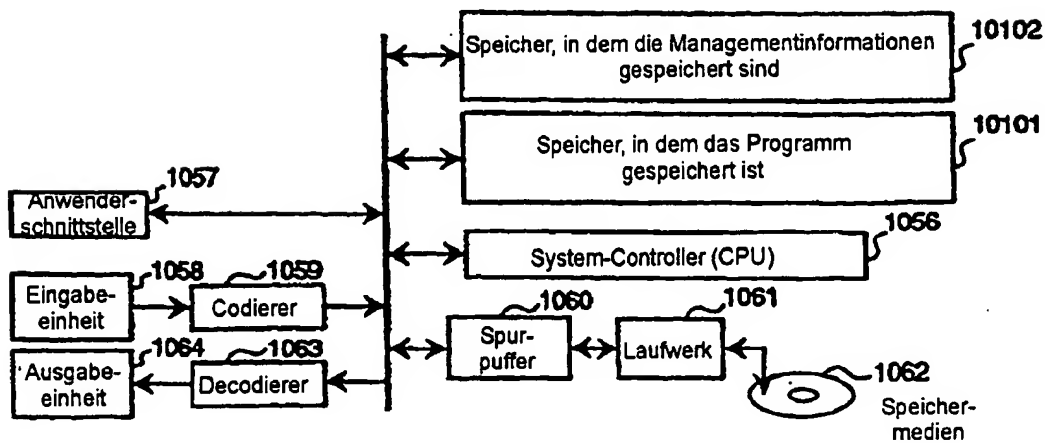 Speicher, in dem die Managementinformationen
gespeichert sind
10102
Speicher, in dem das Programm
gespeichert ist
10101
Anwender-
schnittstelle
1057
System-Controller (CPU)
1056
Eingabe-
einheit
1058
Codierer
1059
Spur-
puffer
1060
Laufwerk
1061
Ausgabe-
einheit
1064
Decodierer
1063
1062
Speicher-
medien